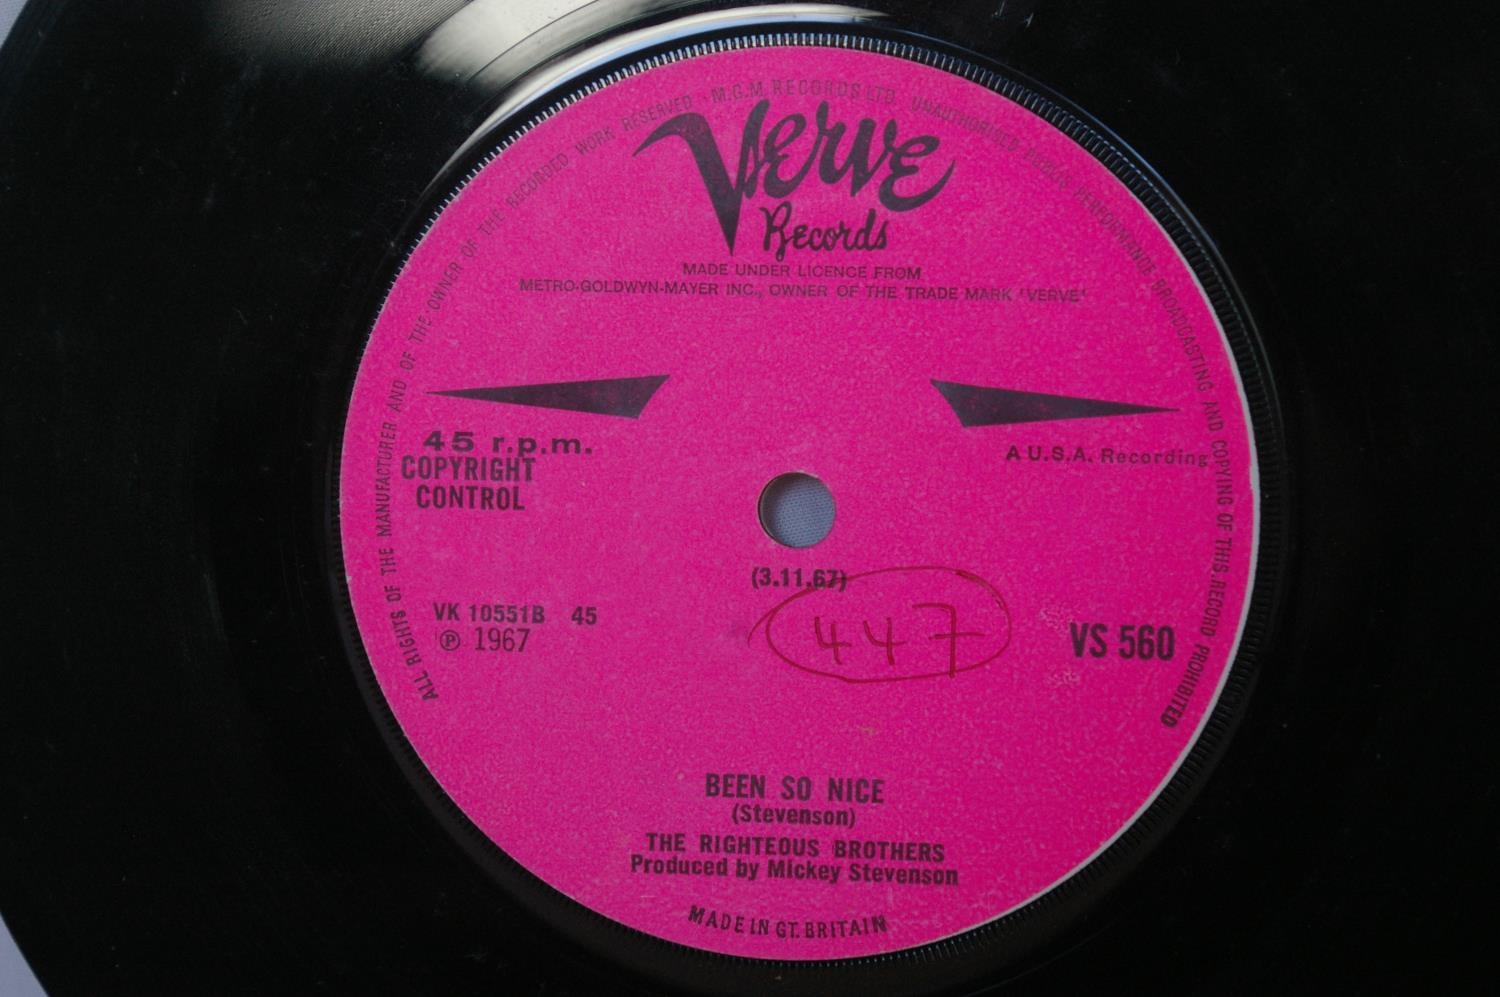 ALL RIGHTS OF THE MANUFACTURER AND OF THE OWNER OF THE RECORDED WORK RESERVED · M.G.M. RECORDS LTD. UNAUTHORISED PUBLIC PERFORMANCE BROADCASTING AND COPYING OF THIS RECORD PROHIBITED
VERVE
Records
MADE UNDER LICENCE FROM
METRO-GOLDWYN-MAYER INC., OWNER OF THE TRADE MARK 'VERVE'
45 r.p.m.
COPYRIGHT
CONTROL
A U.S.A. Recording
(3.11.67)
447
VK 10551B 45
℗ 1967
VS 560
BEEN SO NICE
(Stevenson)
THE RIGHTEOUS BROTHERS
Produced by Mickey Stevenson
MADE IN GT. BRITAIN